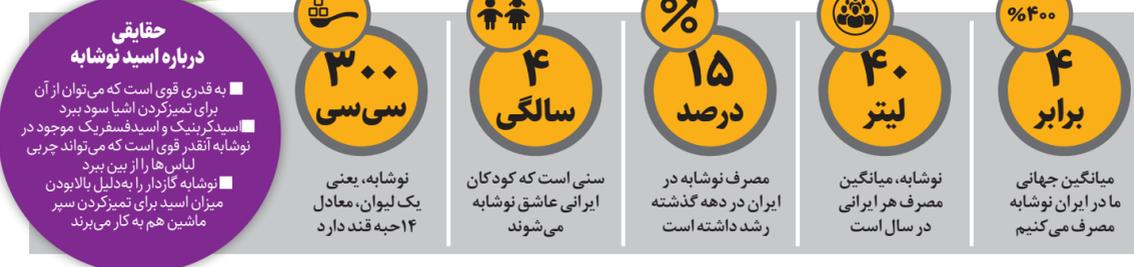 %۴۰۰
۴
برابر
میانگین جهانی
ما در ایران نوشابه
مصرف می‌کنیم
۴۰
لیتر
نوشابه، میانگین
مصرف هر ایرانی
در سال است
۱۵
درصد
مصرف نوشابه در
ایران در دهه گذشته
رشد داشته است
۴
سالگی
سنی است که کودکان
ایرانی عاشق نوشابه
می‌شوند
۳۰۰
سی‌سی
نوشابه، یعنی
یک لیوان، معادل
۱۴حبه قند دارد
حقایقی
درباره اسید نوشابه
به قدری قوی است که می‌توان از آن
برای تمیزکردن اشیا سود ببرد
اسیدکربنیک و اسیدفسفریک موجود در
نوشابه آنقدر قوی است که می‌تواند چربی
لباس‌ها را از بین ببرد
نوشابه گازدار را به‌دلیل بالابودن
میزان اسید برای تمیزکردن سپر
ماشین هم به کار می‌برند